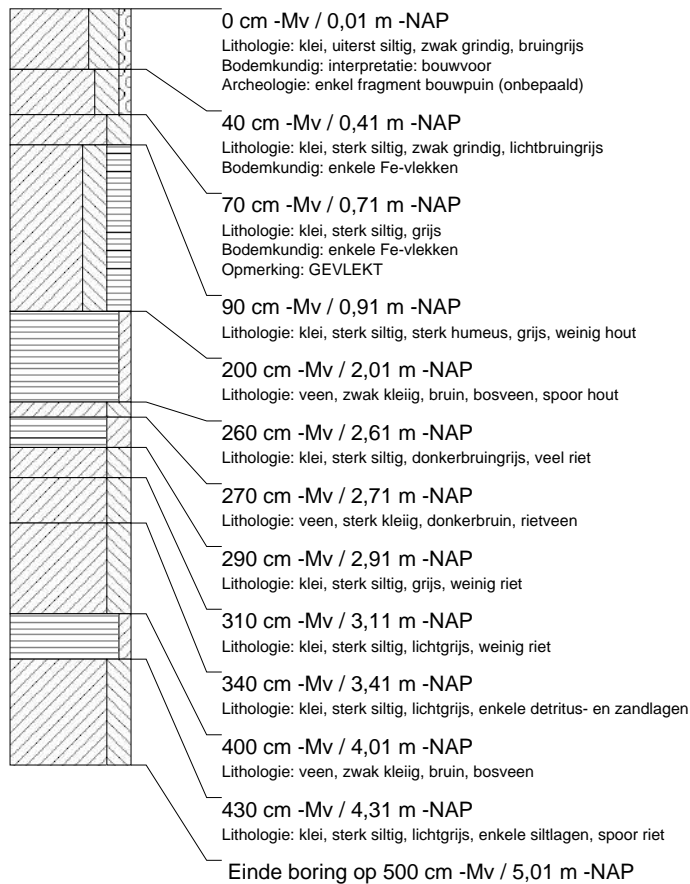 0 cm -Mv / 0,01 m -NAP
Lithologie: klei, uiterst siltig, zwak grindig, bruingrijs
Bodemkundig: interpretatie: bouwvoor
Archeologie: enkel fragment bouwpuin (onbepaald)
40 cm -Mv / 0,41 m -NAP
Lithologie: klei, sterk siltig, zwak grindig, lichtbruingrijs
Bodemkundig: enkele Fe-vlekken
70 cm -Mv / 0,71 m -NAP
Lithologie: klei, sterk siltig, grijs
Bodemkundig: enkele Fe-vlekken
Opmerking: GEVLEKT
90 cm -Mv / 0,91 m -NAP
Lithologie: klei, sterk siltig, sterk humeus, grijs, weinig hout
200 cm -Mv / 2,01 m -NAP
Lithologie: veen, zwak kleiig, bruin, bosveen, spoor hout
260 cm -Mv / 2,61 m -NAP
Lithologie: klei, sterk siltig, donkerbruingrijs, veel riet
270 cm -Mv / 2,71 m -NAP
Lithologie: veen, sterk kleiig, donkerbruin, rietveen
290 cm -Mv / 2,91 m -NAP
Lithologie: klei, sterk siltig, grijs, weinig riet
310 cm -Mv / 3,11 m -NAP
Lithologie: klei, sterk siltig, lichtgrijs, weinig riet
340 cm -Mv / 3,41 m -NAP
Lithologie: klei, sterk siltig, lichtgrijs, enkele detritus- en zandlagen
400 cm -Mv / 4,01 m -NAP
Lithologie: veen, zwak kleiig, bruin, bosveen
430 cm -Mv / 4,31 m -NAP
Lithologie: klei, sterk siltig, lichtgrijs, enkele siltlagen, spoor riet
Einde boring op 500 cm -Mv / 5,01 m -NAP